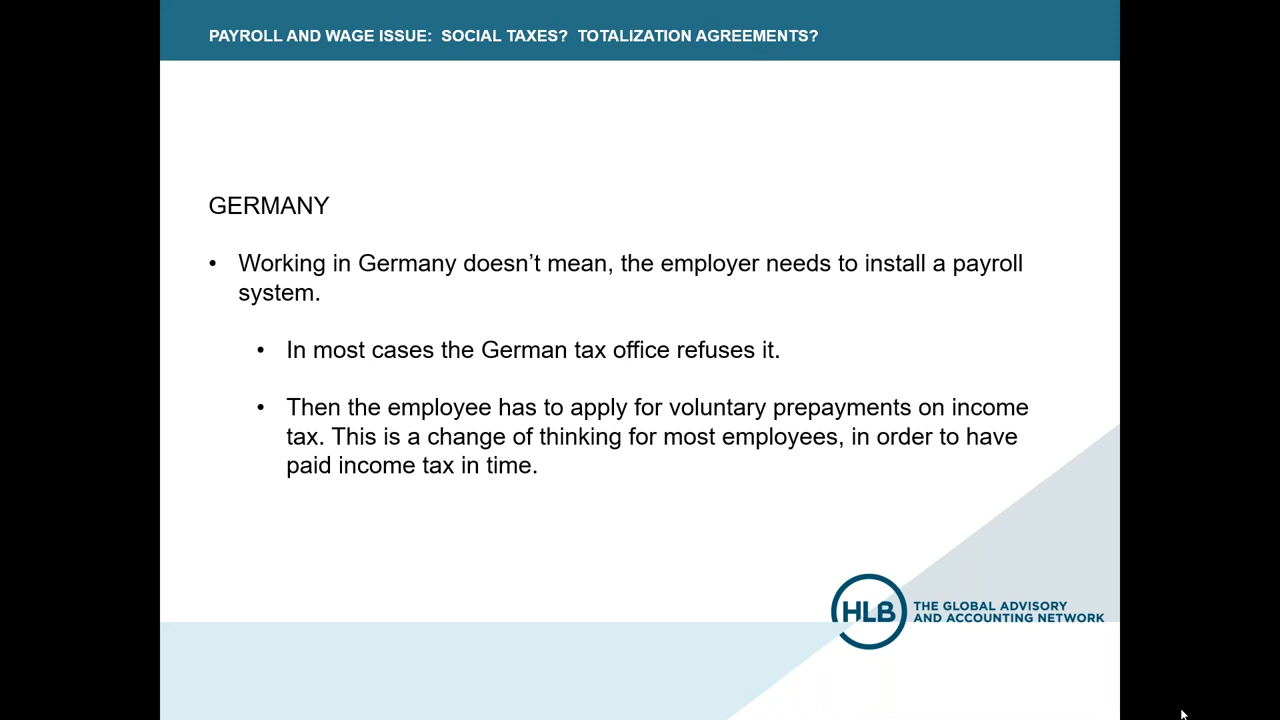 PAYROLL AND WAGE ISSUE:  SOCIAL TAXES?  TOTALIZATION AGREEMENTS?
GERMANY
• Working in Germany doesn’t mean, the employer needs to install a payroll
system.
• In most cases the German tax office refuses it.
• Then the employee has to apply for voluntary prepayments on income
tax. This is a change of thinking for most employees, in order to have
paid income tax in time.
HLB
THE GLOBAL ADVISORY
AND ACCOUNTING NETWORK